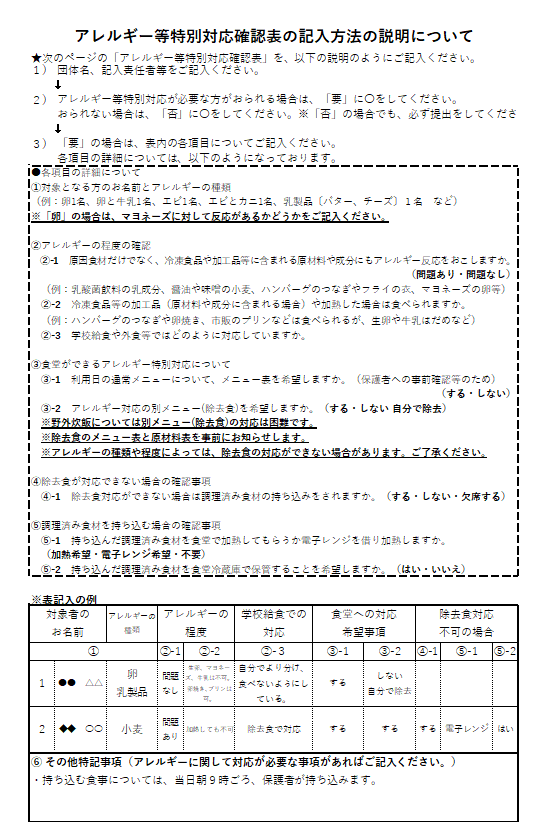 アレルギー等特別対応確認表の記入方法の説明について
★次のページの「アレルギー等特別対応確認表」を、以下の説明のようにご記入ください。
１） 団体名、記入責任者等をご記入ください。
２） アレルギー等特別対応が必要な方がおられる場合は、「要」に○をしてください。
おられない場合は、「否」に○をしてください。※「否」の場合でも、必ず提出をしてくださ
３） 「要」の場合は、表内の各項目についてご記入ください。
各項目の詳細については、以下のようになっております。
●各項目の詳細について
①対象となる方のお名前とアレルギーの種類
（例：卵1名、卵と牛乳1名、エビ1名、エビとカニ1名、乳製品〔バター、チーズ〕１名 など）
※「卵」の場合は、マヨネーズに対して反応があるかどうかをご記入ください。
②アレルギーの程度の確認
②-1 原因食材だけでなく、冷凍食品や加工品等に含まれる原材料や成分にもアレルギー反応をおこしますか。
（問題あり・問題なし）
（例：乳酸菌飲料の乳成分、醤油や味噌の小麦、ハンバーグのつなぎやフライの衣、マヨネーズの卵等）
②-2 冷凍食品等の加工品（原材料や成分に含まれる場合）や加熱した場合は食べられますか。
（例：ハンバーグのつなぎや卵焼き、市販のプリンなどは食べられるが、生卵や牛乳はだめなど）
②-3 学校給食や外食等ではどのように対応していますか。
③食堂ができるアレルギー特別対応について
③-1 利用日の通常メニューについて、メニュー表を希望しますか。（保護者への事前確認等のため）
（する・しない）
③-2 アレルギー対応の別メニュー(除去食)を希望しますか。（する・しない 自分で除去）
※野外炊飯については別メニュー(除去食)の対応は困難です。
※除去食のメニュー表と原材料表を事前にお知らせします。
※アレルギーの種類や程度によっては、除去食の対応ができない場合があります。ご了承ください。
④除去食が対応できない場合の確認事項
④-1 除去食対応ができない場合は調理済み食材の持ち込みをされますか。（する・しない・欠席する）
⑤調理済み食材を持ち込む場合の確認事項
⑤-1 持ち込んだ調理済み食材を食堂で加熱してもらうか電子レンジを借り加熱しますか。
（加熱希望・電子レンジ希望・不要）
⑤-2 持ち込んだ調理済み食材を食堂冷蔵庫で保管することを希望しますか。（はい・いいえ）
※表記入の例
対象者のお名前 アレルギーの種類 アレルギーの程度 学校給食での対応 食堂への対応希望事項 除去食対応不可の場合
① ②-1 ②-2 ②-３ ③-1 ③-2 ④-1 ⑤-1 ⑤-2
1 ●● △△ 卵 乳製品 問題なし 生卵、マヨネーズ、牛乳は不可。卵焼き、プリンは可。 自分でより分け、食べないようにしている。 する しない 自分で除去
2 ◆◆ ○○ 小麦 問題あり 加熱しても不可 除去食で対応 する する する 電子レンジ はい
⑥ その他特記事項（アレルギーに関して対応が必要な事項があればご記入ください。）
・持ち込む食事については、当日朝９時ごろ、保護者が持ち込みます。